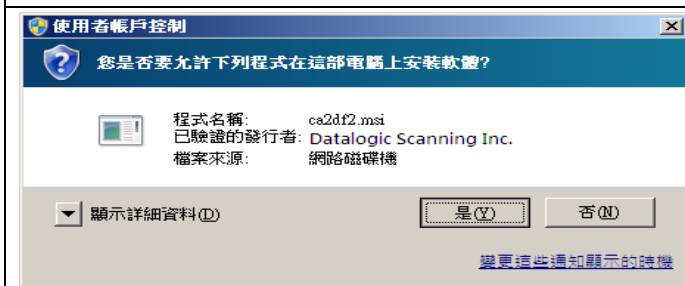 使用者帳戶控制
您是否要允許下列程式在這部電腦上安裝軟體?
程式名稱: ca2df2.msi
已驗證的發行者: Datalogic Scanning Inc.
檔案來源: 網路磁碟機
顯示詳細資料(D)
是(Y) 否(N)
變更這些通知顯示的時機